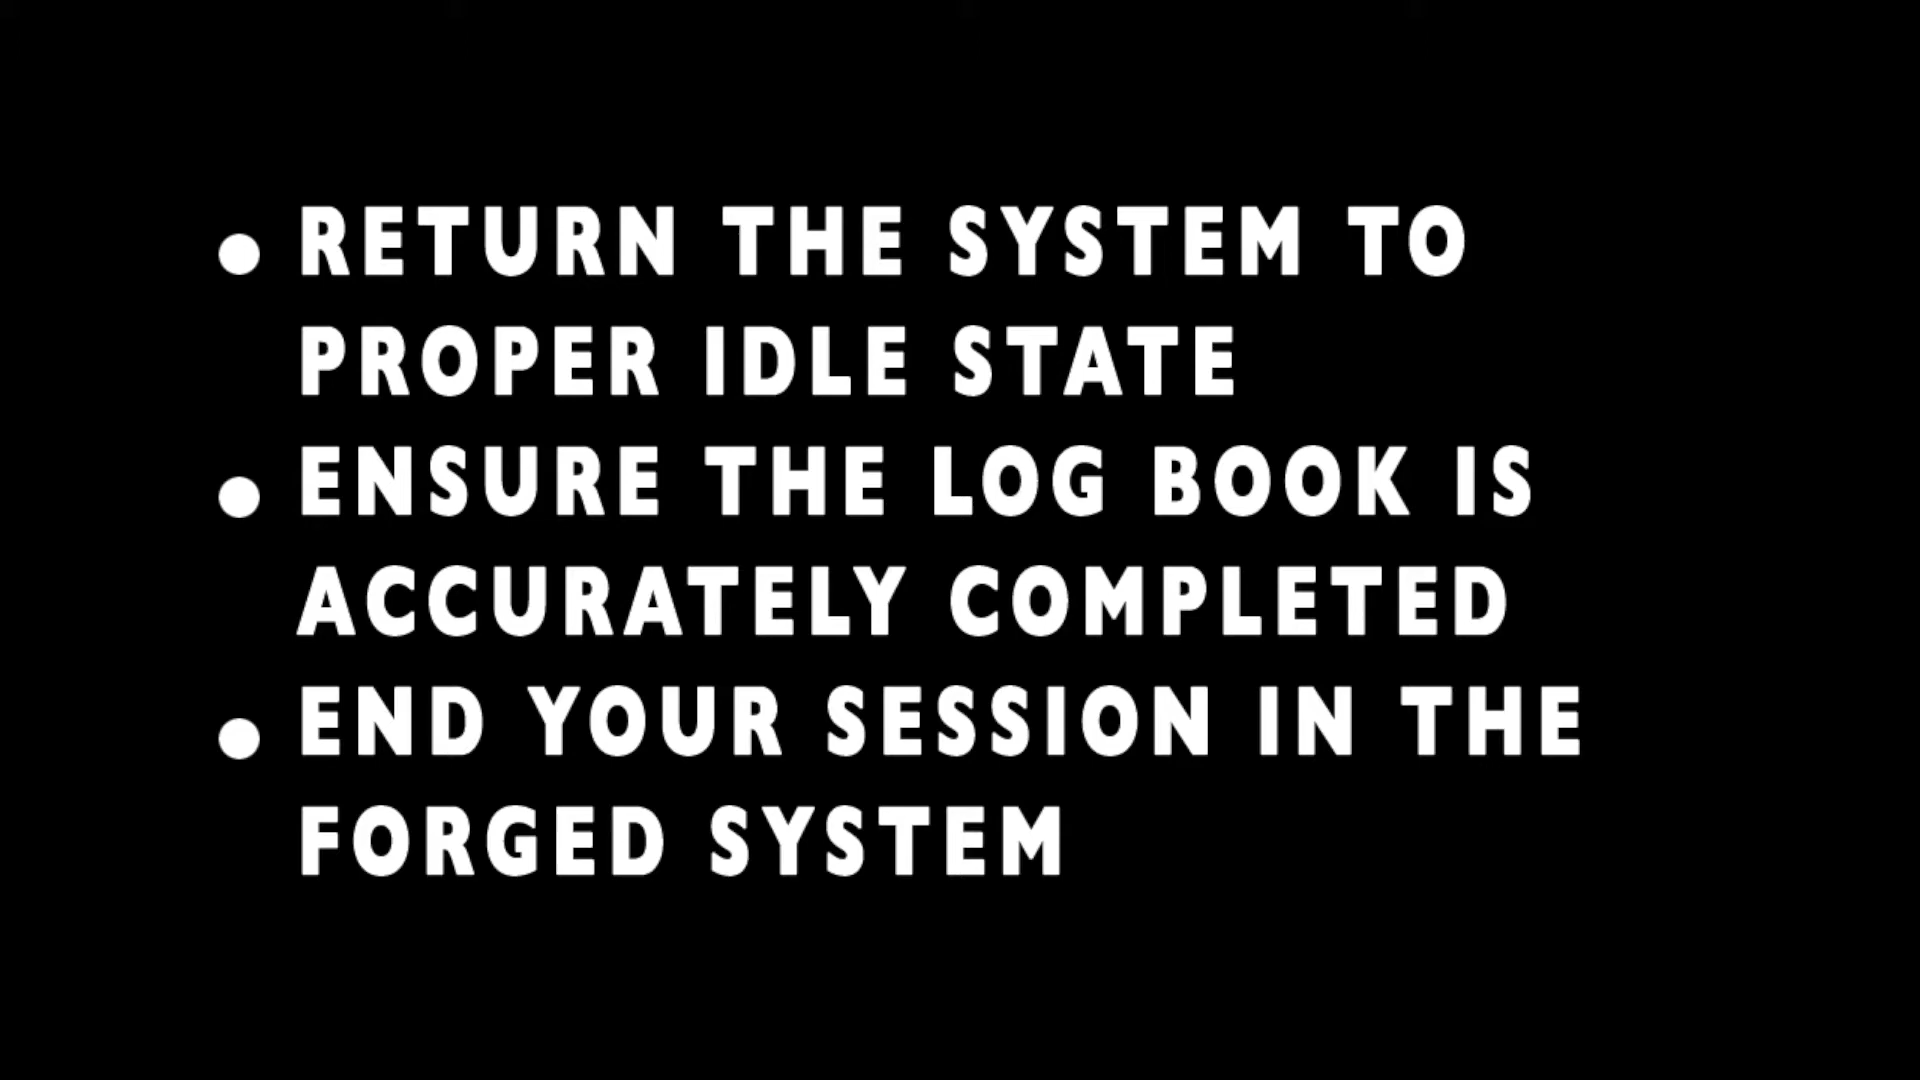 • RETURN THE SYSTEM TO
PROPER IDLE STATE
• ENSURE THE LOG BOOK IS
ACCURATELY COMPLETED
• END YOUR SESSION IN THE
FORGED SYSTEM